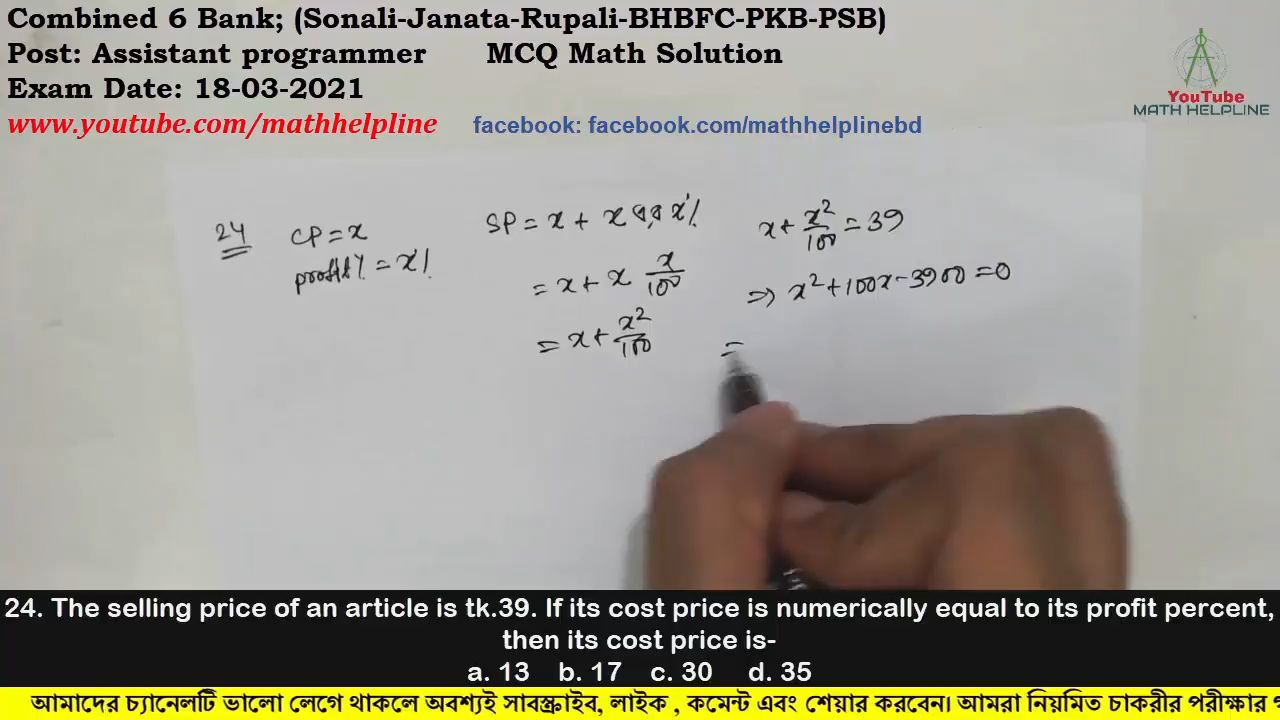 Combined 6 Bank; (Sonali-Janata-Rupali-BHBFC-PKB-PSB)
Post: Assistant programmer MCQ Math Solution
Exam Date: 18-03-2021
www.youtube.com/mathhelpline facebook: facebook.com/mathhelplinebd
YouTube
MATH HELPLINE
24
CP = x
profit% = x%
SP = x + x এর x%
= x + x x/100
= x + x²/100
x + x²/100 = 39
⇒ x² + 100x - 3900 = 0
=
24. The selling price of an article is tk.39. If its cost price is numerically equal to its profit percent,
then its cost price is-
a. 13 b. 17 c. 30 d. 35
আমাদের চ্যানেলটি ভালো লেগে থাকলে অবশ্যই সাবস্ক্রাইব, লাইক , কমেন্ট এবং শেয়ার করবেন। আমরা নিয়মিত চাকরীর পরীক্ষার